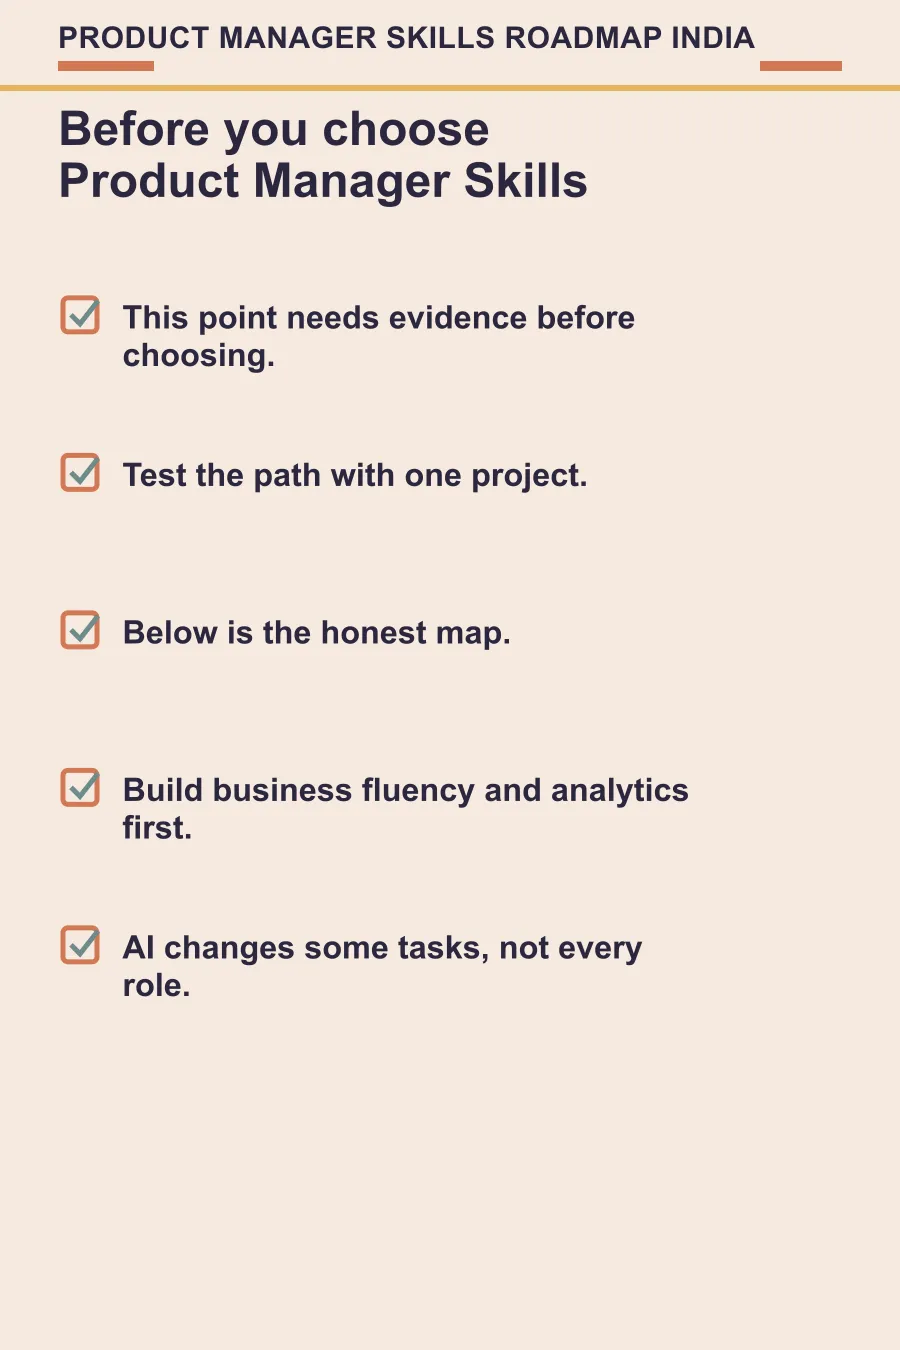 PRODUCT MANAGER SKILLS ROADMAP INDIA
Before you choose
Product Manager Skills
This point needs evidence before
choosing.
Test the path with one project.
Below is the honest map.
Build business fluency and analytics
first.
AI changes some tasks, not every
role.